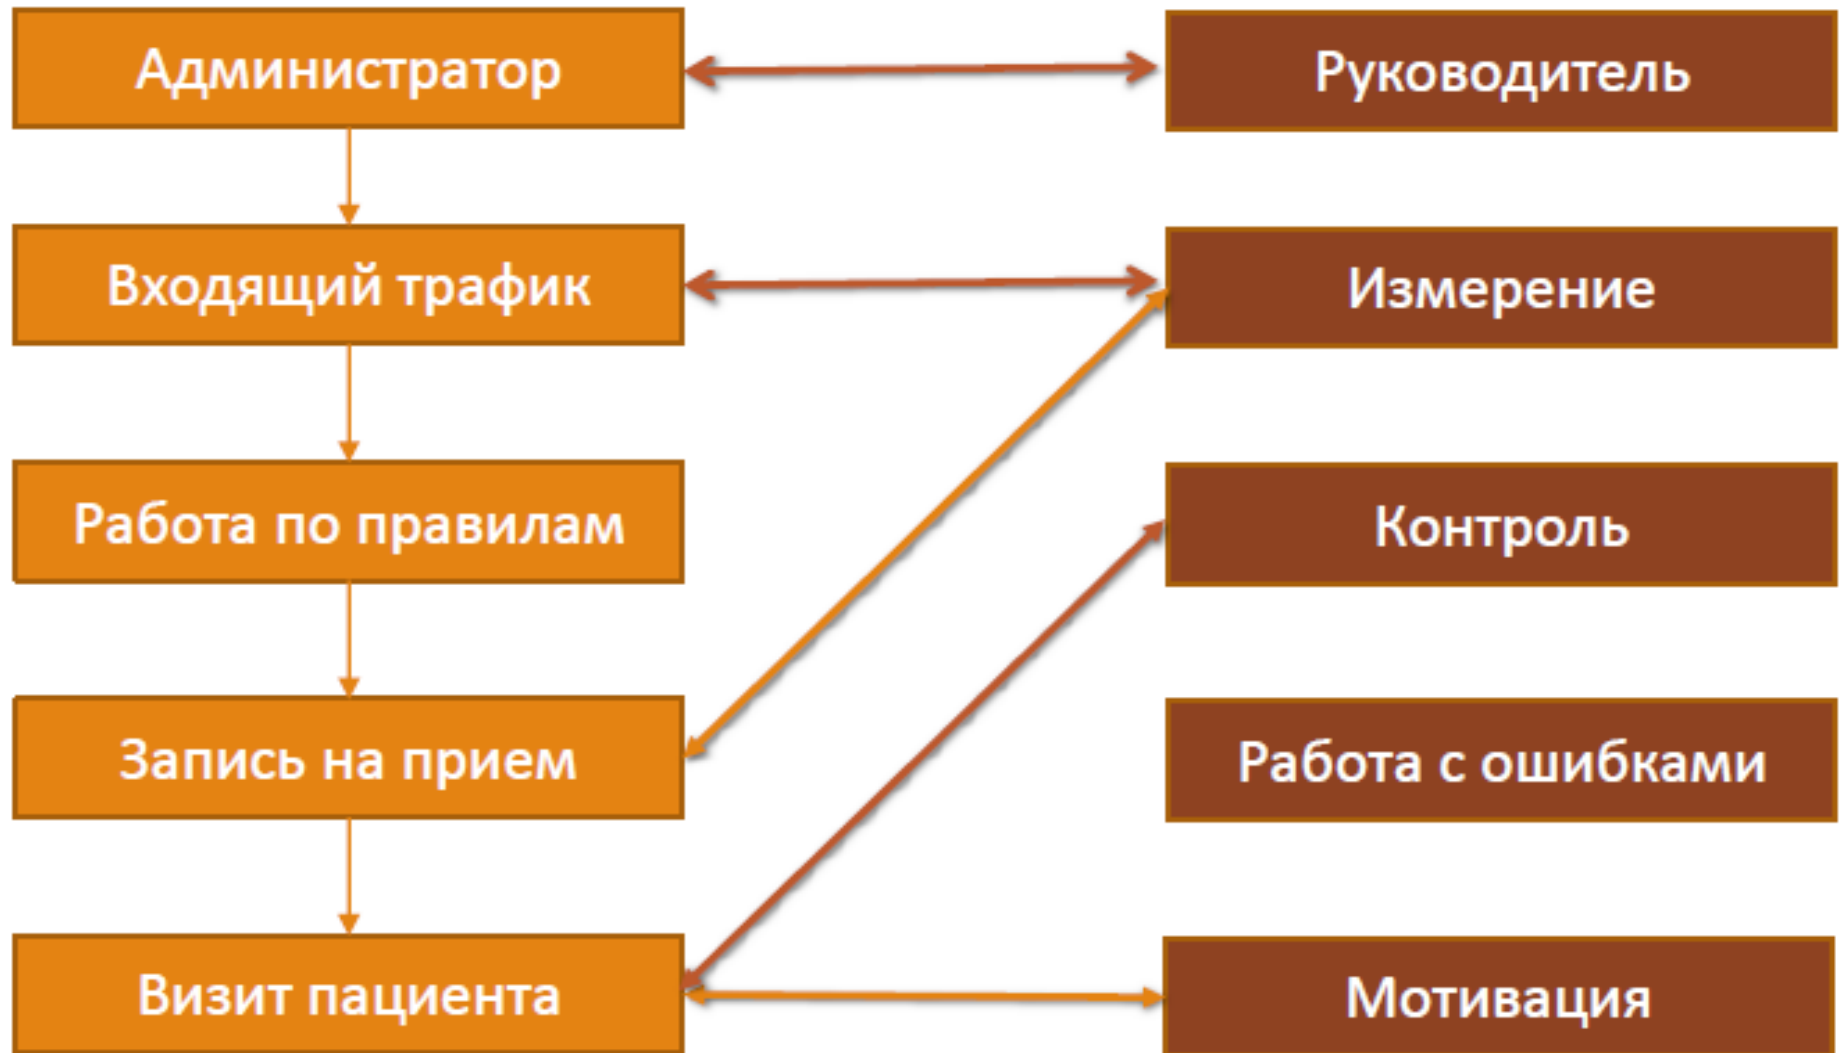 Администратор
Руководитель
Входящий трафик
Измерение
Работа по правилам
Контроль
Запись на прием
Работа с ошибками
Визит пациента
Мотивация